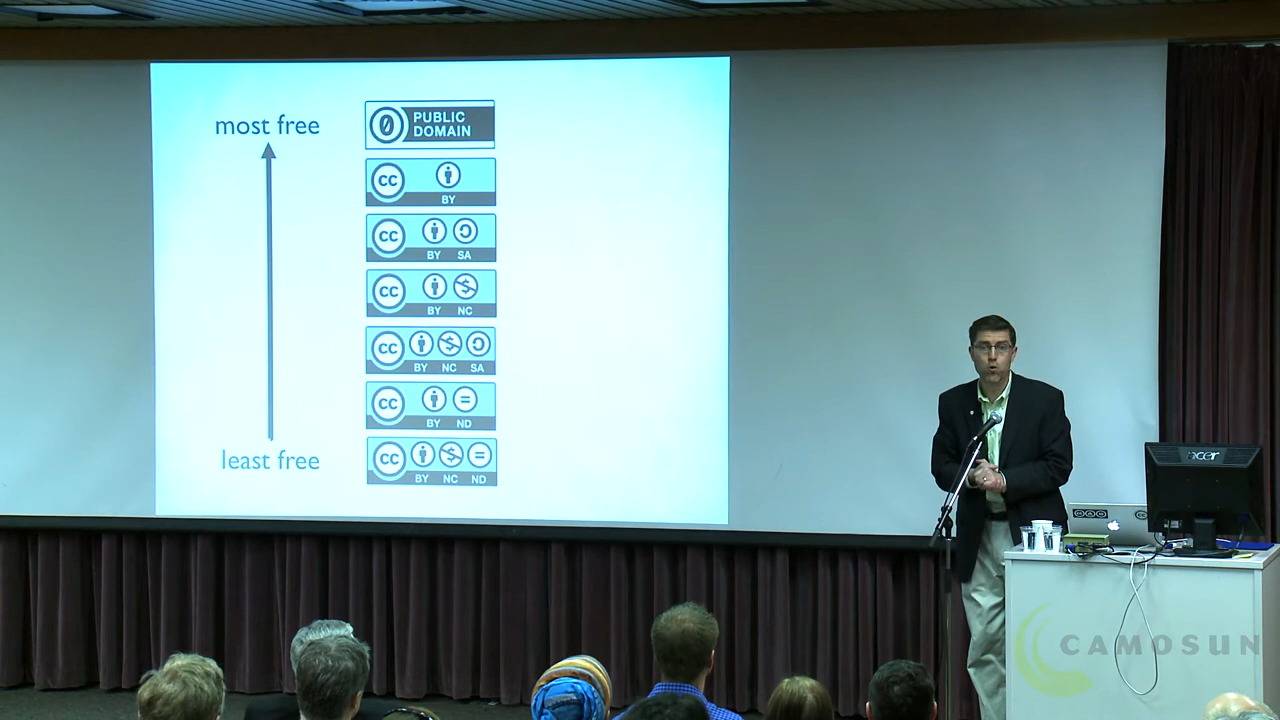 most free
PUBLIC
DOMAIN
cc
BY
cc
BY SA
cc
BY NC
cc
BY NC SA
cc
BY ND
cc
BY NC ND
least free
acer
CAMOSUN